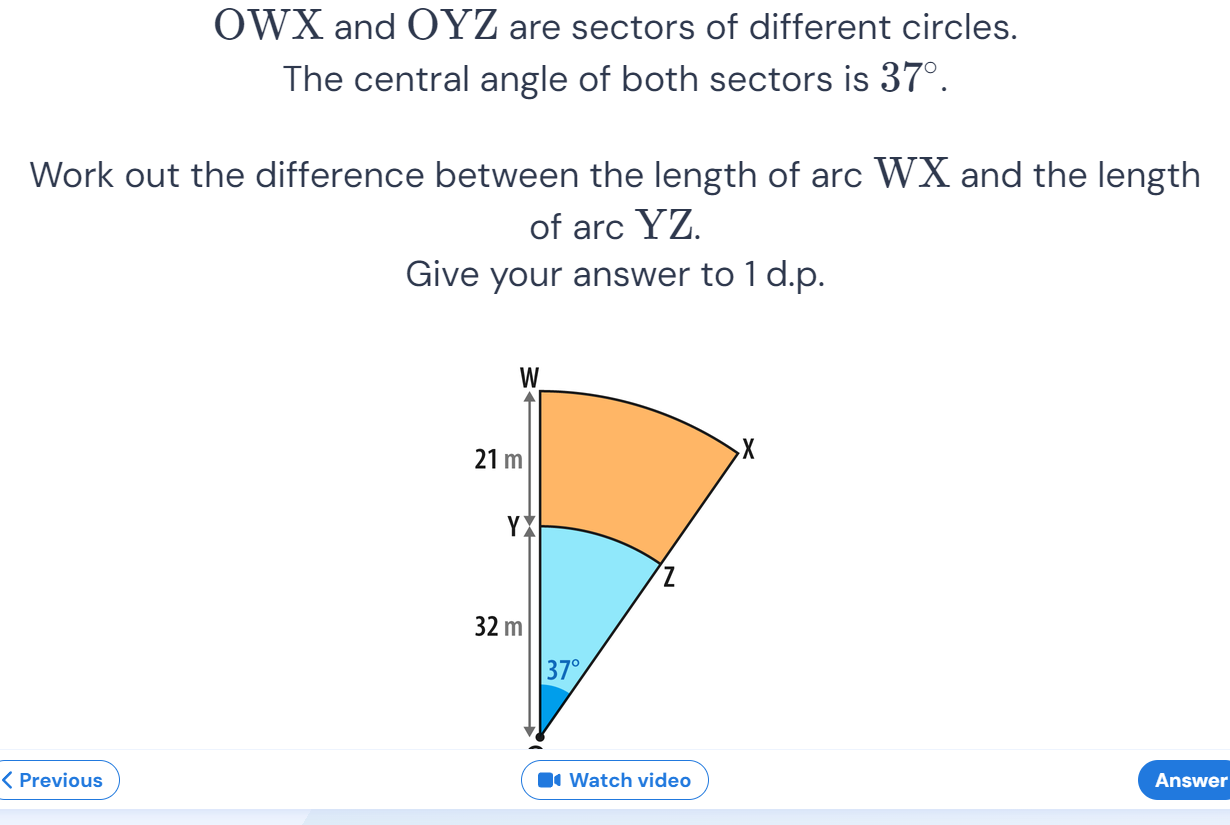 OWX and OYZ are sectors of different circles.
The central angle of both sectors is 37°.
Work out the difference between the length of arc WX and the length
of arc YZ.
Give your answer to 1 d.p.
W
X
21 m
Y
Z
32 m
37°
Previous
Watch video
Answer